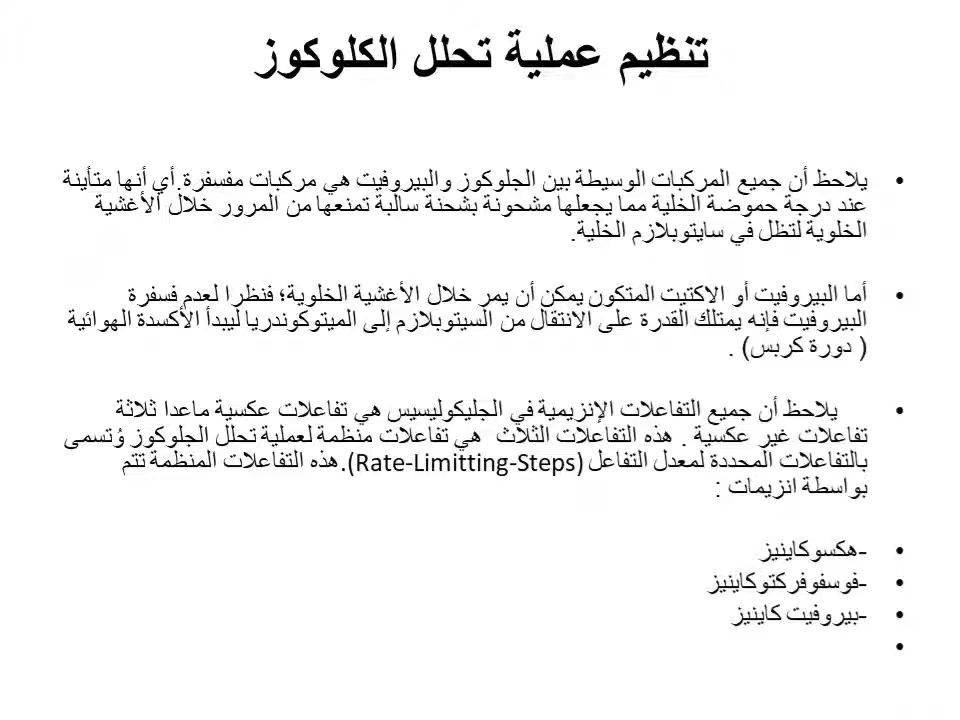 تنظيم عملية تحلل الكلوكوز
• يلاحظ أن جميع المركبات الوسيطة بين الجلوكوز والبيروفيت هي مركبات مفسفرة.أي أنها متأينة
عند درجة حموضة الخلية مما يجعلها مشحونة بشحنة سالبة تمنعها من المرور خلال الأغشية
الخلوية لتظل في سايتوبلازم الخلية.
• أما البيروفيت أو الاكتيت المتكون يمكن أن يمر خلال الأغشية الخلوية؛ فنظرا لعدم فسفرة
البيروفيت فإنه يمتلك القدرة على الانتقال من السيتوبلازم إلى الميتوكوندريا ليبدأ الأكسدة الهوائية
( دورة كربس) .
• يلاحظ أن جميع التفاعلات الإنزيمية في الجليكوليسيس هي تفاعلات عكسية ماعدا ثلاثة
تفاعلات غير عكسية . هذه التفاعلات الثلاث هي تفاعلات منظمة لعملية تحلل الجلوكوز وُتسمى
بالتفاعلات المحددة لمعدل التفاعل (Rate-Limitting-Steps).هذه التفاعلات المنظمة تتم
بواسطة انزيمات :
• -هكسوكاينيز
• -فوسفوفركتوكاينيز
• -بيروفيت كاينيز
•